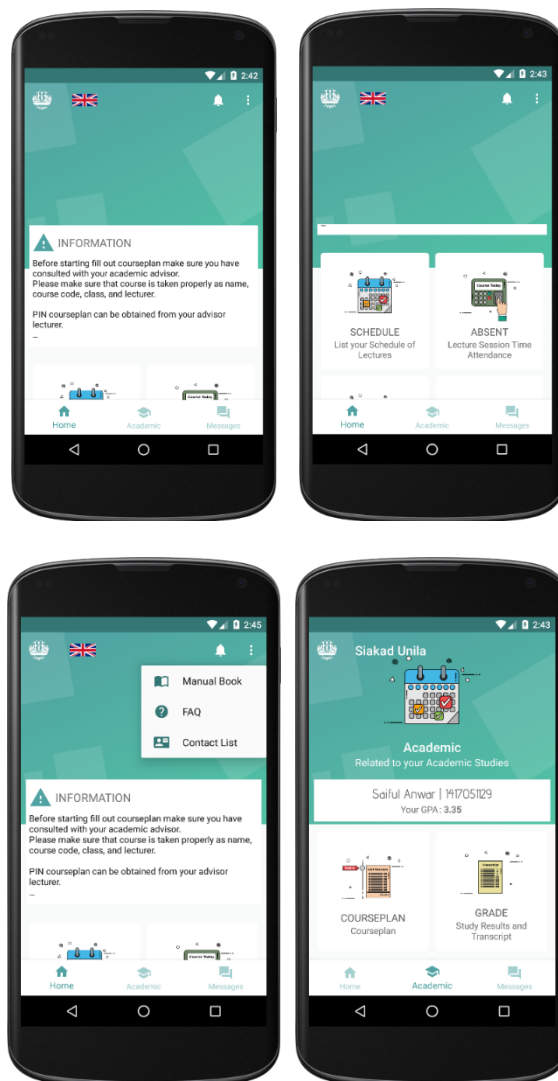 2:42
INFORMATION
Before starting fill out courseplan make sure you have
consulted with your academic advisor.
Please make sure that course is taken properly as name,
course code, class, and lecturer.
PIN courseplan can be obtained from your advisor
lecturer.
Course Today
Home
Academic
Messages
2:43
Course Today
SCHEDULE
List your Schedule of
Lectures
ABSENT
Lecture Session Time
Attendance
Home
Academic
Messages
2:45
Manual Book
FAQ
Contact List
INFORMATION
Before starting fill out courseplan make sure you have
consulted with your academic advisor.
Please make sure that course is taken properly as name,
course code, class, and lecturer.
PIN courseplan can be obtained from your advisor
lecturer.
Course Today
Home
Academic
Messages
2:43
Siakad Unila
Academic
Related to your Academic Studies
Saiful Anwar | 1417051129
Your GPA : 3.35
COURSEPLAN
Courseplan
GRADE
Study Results and
Transcript
Home
Academic
Messages